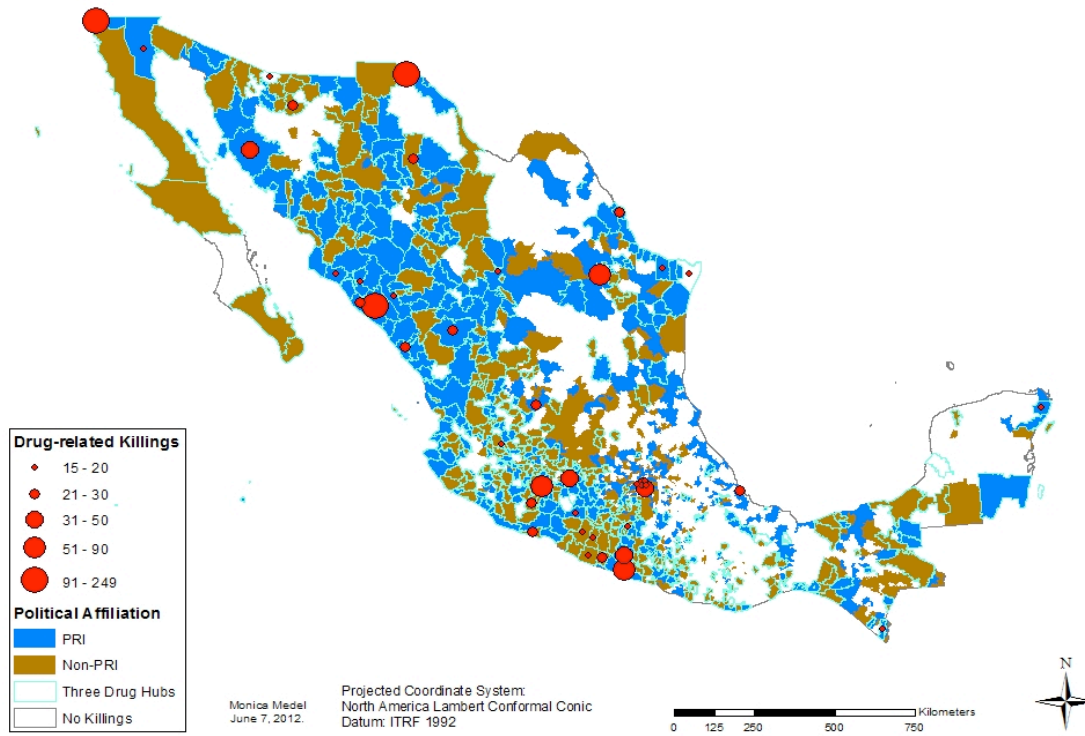 Drug-related Killings
15 - 20
21 - 30
31 - 50
51 - 90
91 - 249
Political Affiliation
PRI
Non-PRI
Three Drug Hubs
No Killings
Monica Medel
June 7, 2012.
Projected Coordinate System:
North America Lambert Conformal Conic
Datum: ITRF 1992
Kilometers
0 125 250 500 750
N